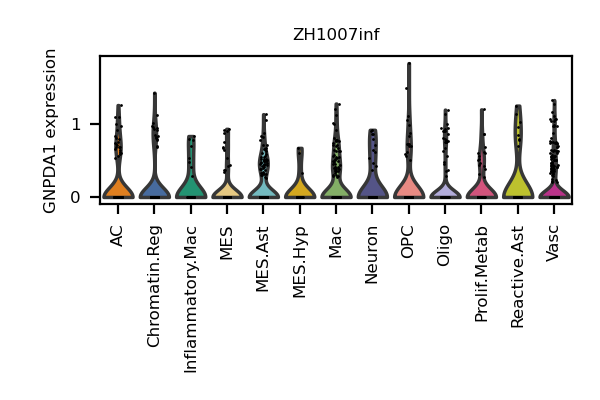 ZH1007inf
GNPDA1 expression
1
0
AC
Chromatin.Reg
Inflammatory.Mac
MES
MES.Ast
MES.Hyp
Mac
Neuron
OPC
Oligo
Prolif.Metab
Reactive.Ast
Vasc